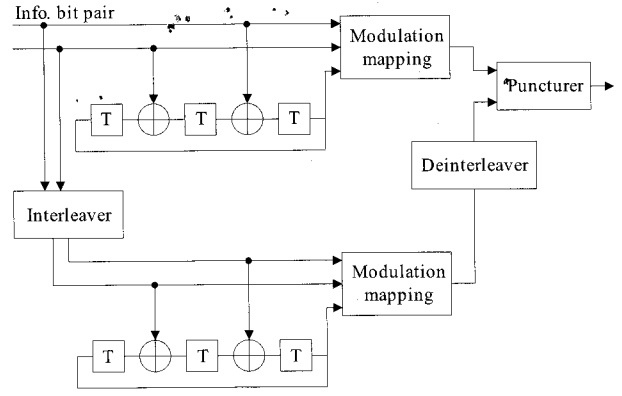 Info. bit pair
Modulation
mapping
Puncturer
T
T
T
Deinterleaver
Interleaver
Modulation
mapping
T
T
T